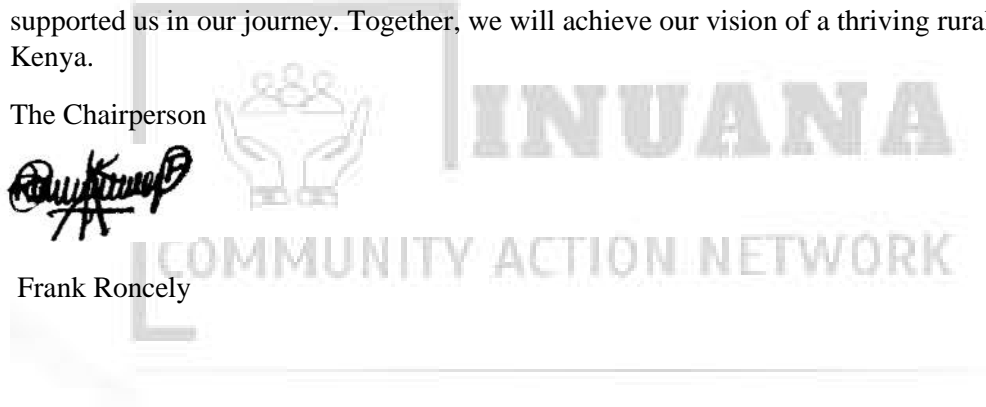 supported us in our journey. Together, we will achieve our vision of a thriving rural
Kenya.
The Chairperson
INUANA
COMMUNITY ACTION NETWORK
Frank Roncely